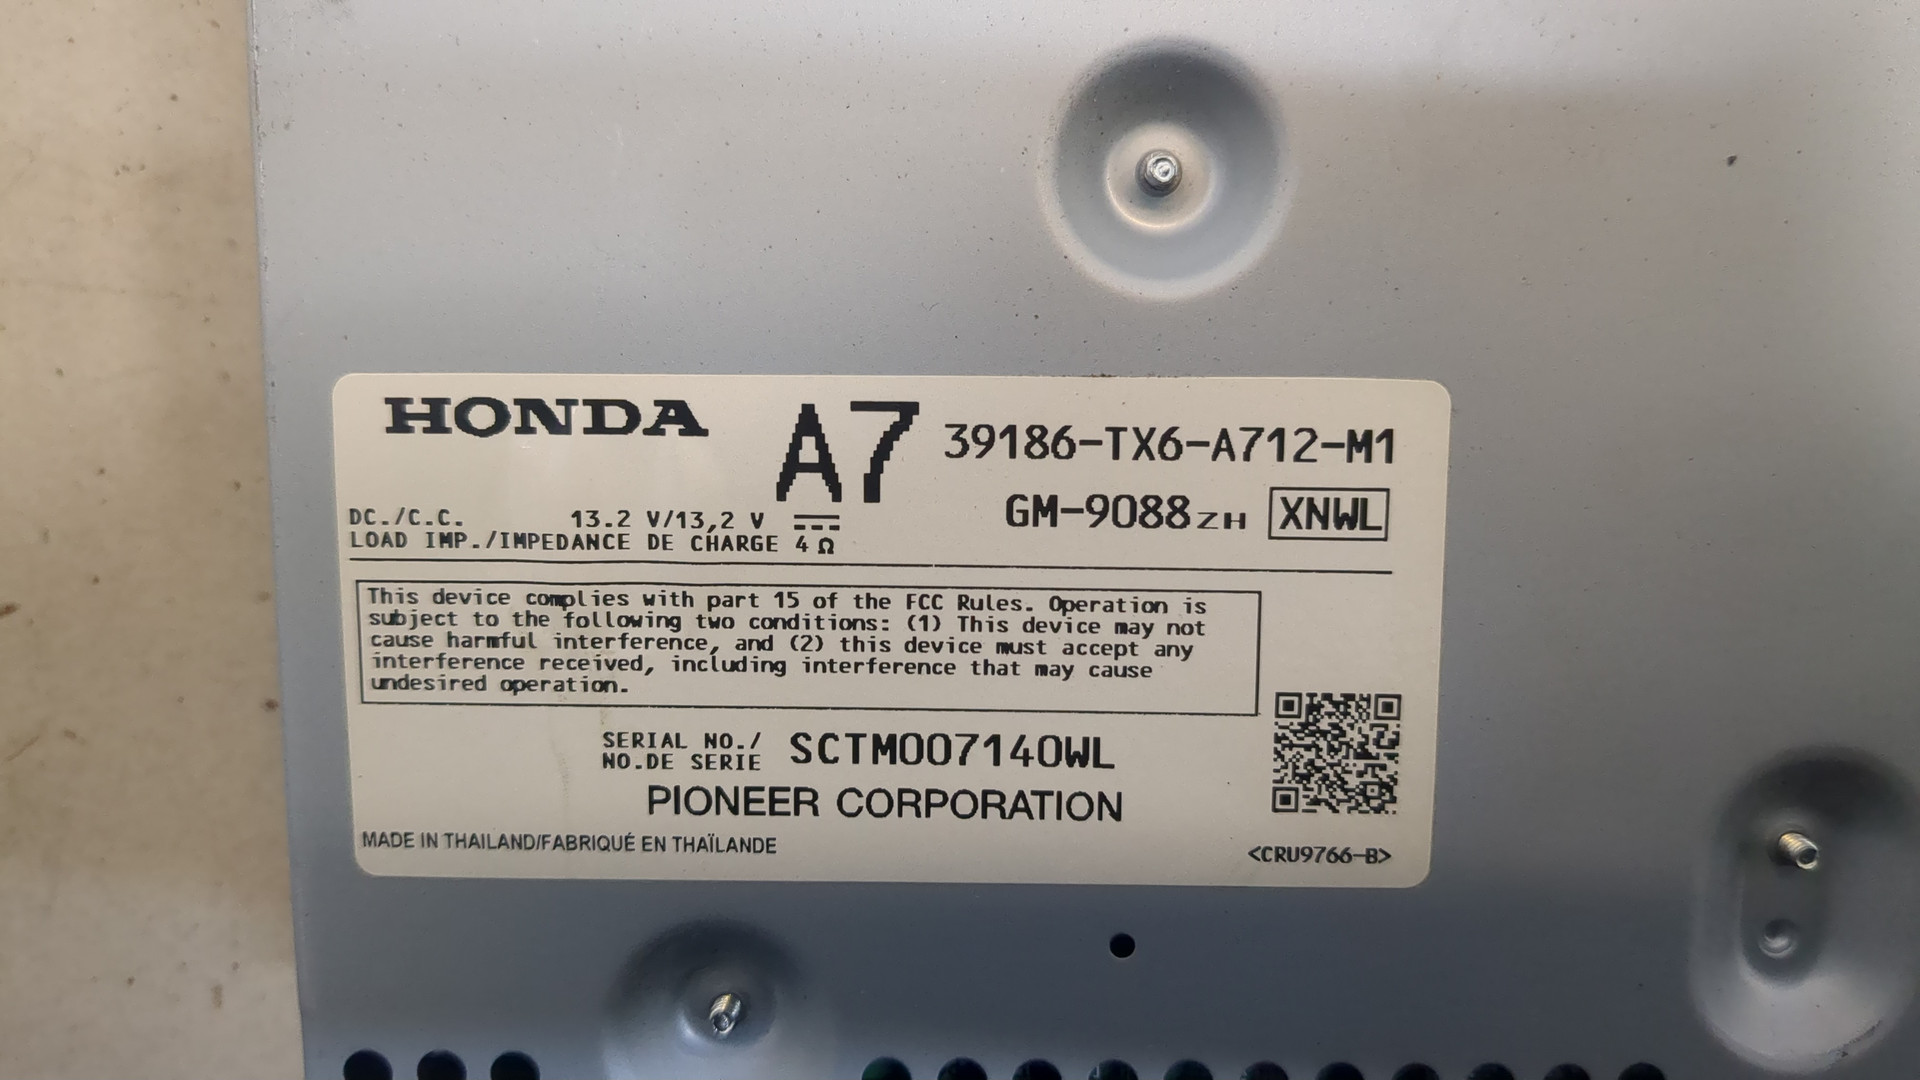 HONDA A7 39186-TX6-A712-M1
GM-9088ZH XNWL
DC./C.C. 13.2 V/13,2 V
LOAD IMP./IMPEDANCE DE CHARGE 4 Ω
This device complies with part 15 of the FCC Rules. Operation is
subject to the following two conditions: (1) This device may not
cause harmful interference, and (2) this device must accept any
interference received, including interference that may cause
undesired operation.
SERIAL NO./
NO.DE SERIE SCTM007140WL
PIONEER CORPORATION
MADE IN THAILAND/FABRIQUÉ EN THAÏLANDE
<CRU9766-B>